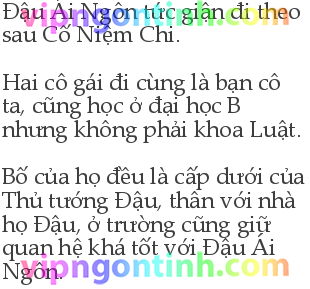 Đậu Ái Ngôn tức giận đi theo
sau Cố Niệm Chi.
Hai cô gái đi cùng là bạn cô
ta, cũng học ở đại học B
nhưng không phải khoa Luật.
Bố của họ đều là cấp dưới của
Thủ tướng Đậu, thân với nhà
họ Đậu, ở trường cũng giữ
quan hệ khá tốt với Đậu Ái
Ngôn.
vipngontinh.com
vipngontinh.com